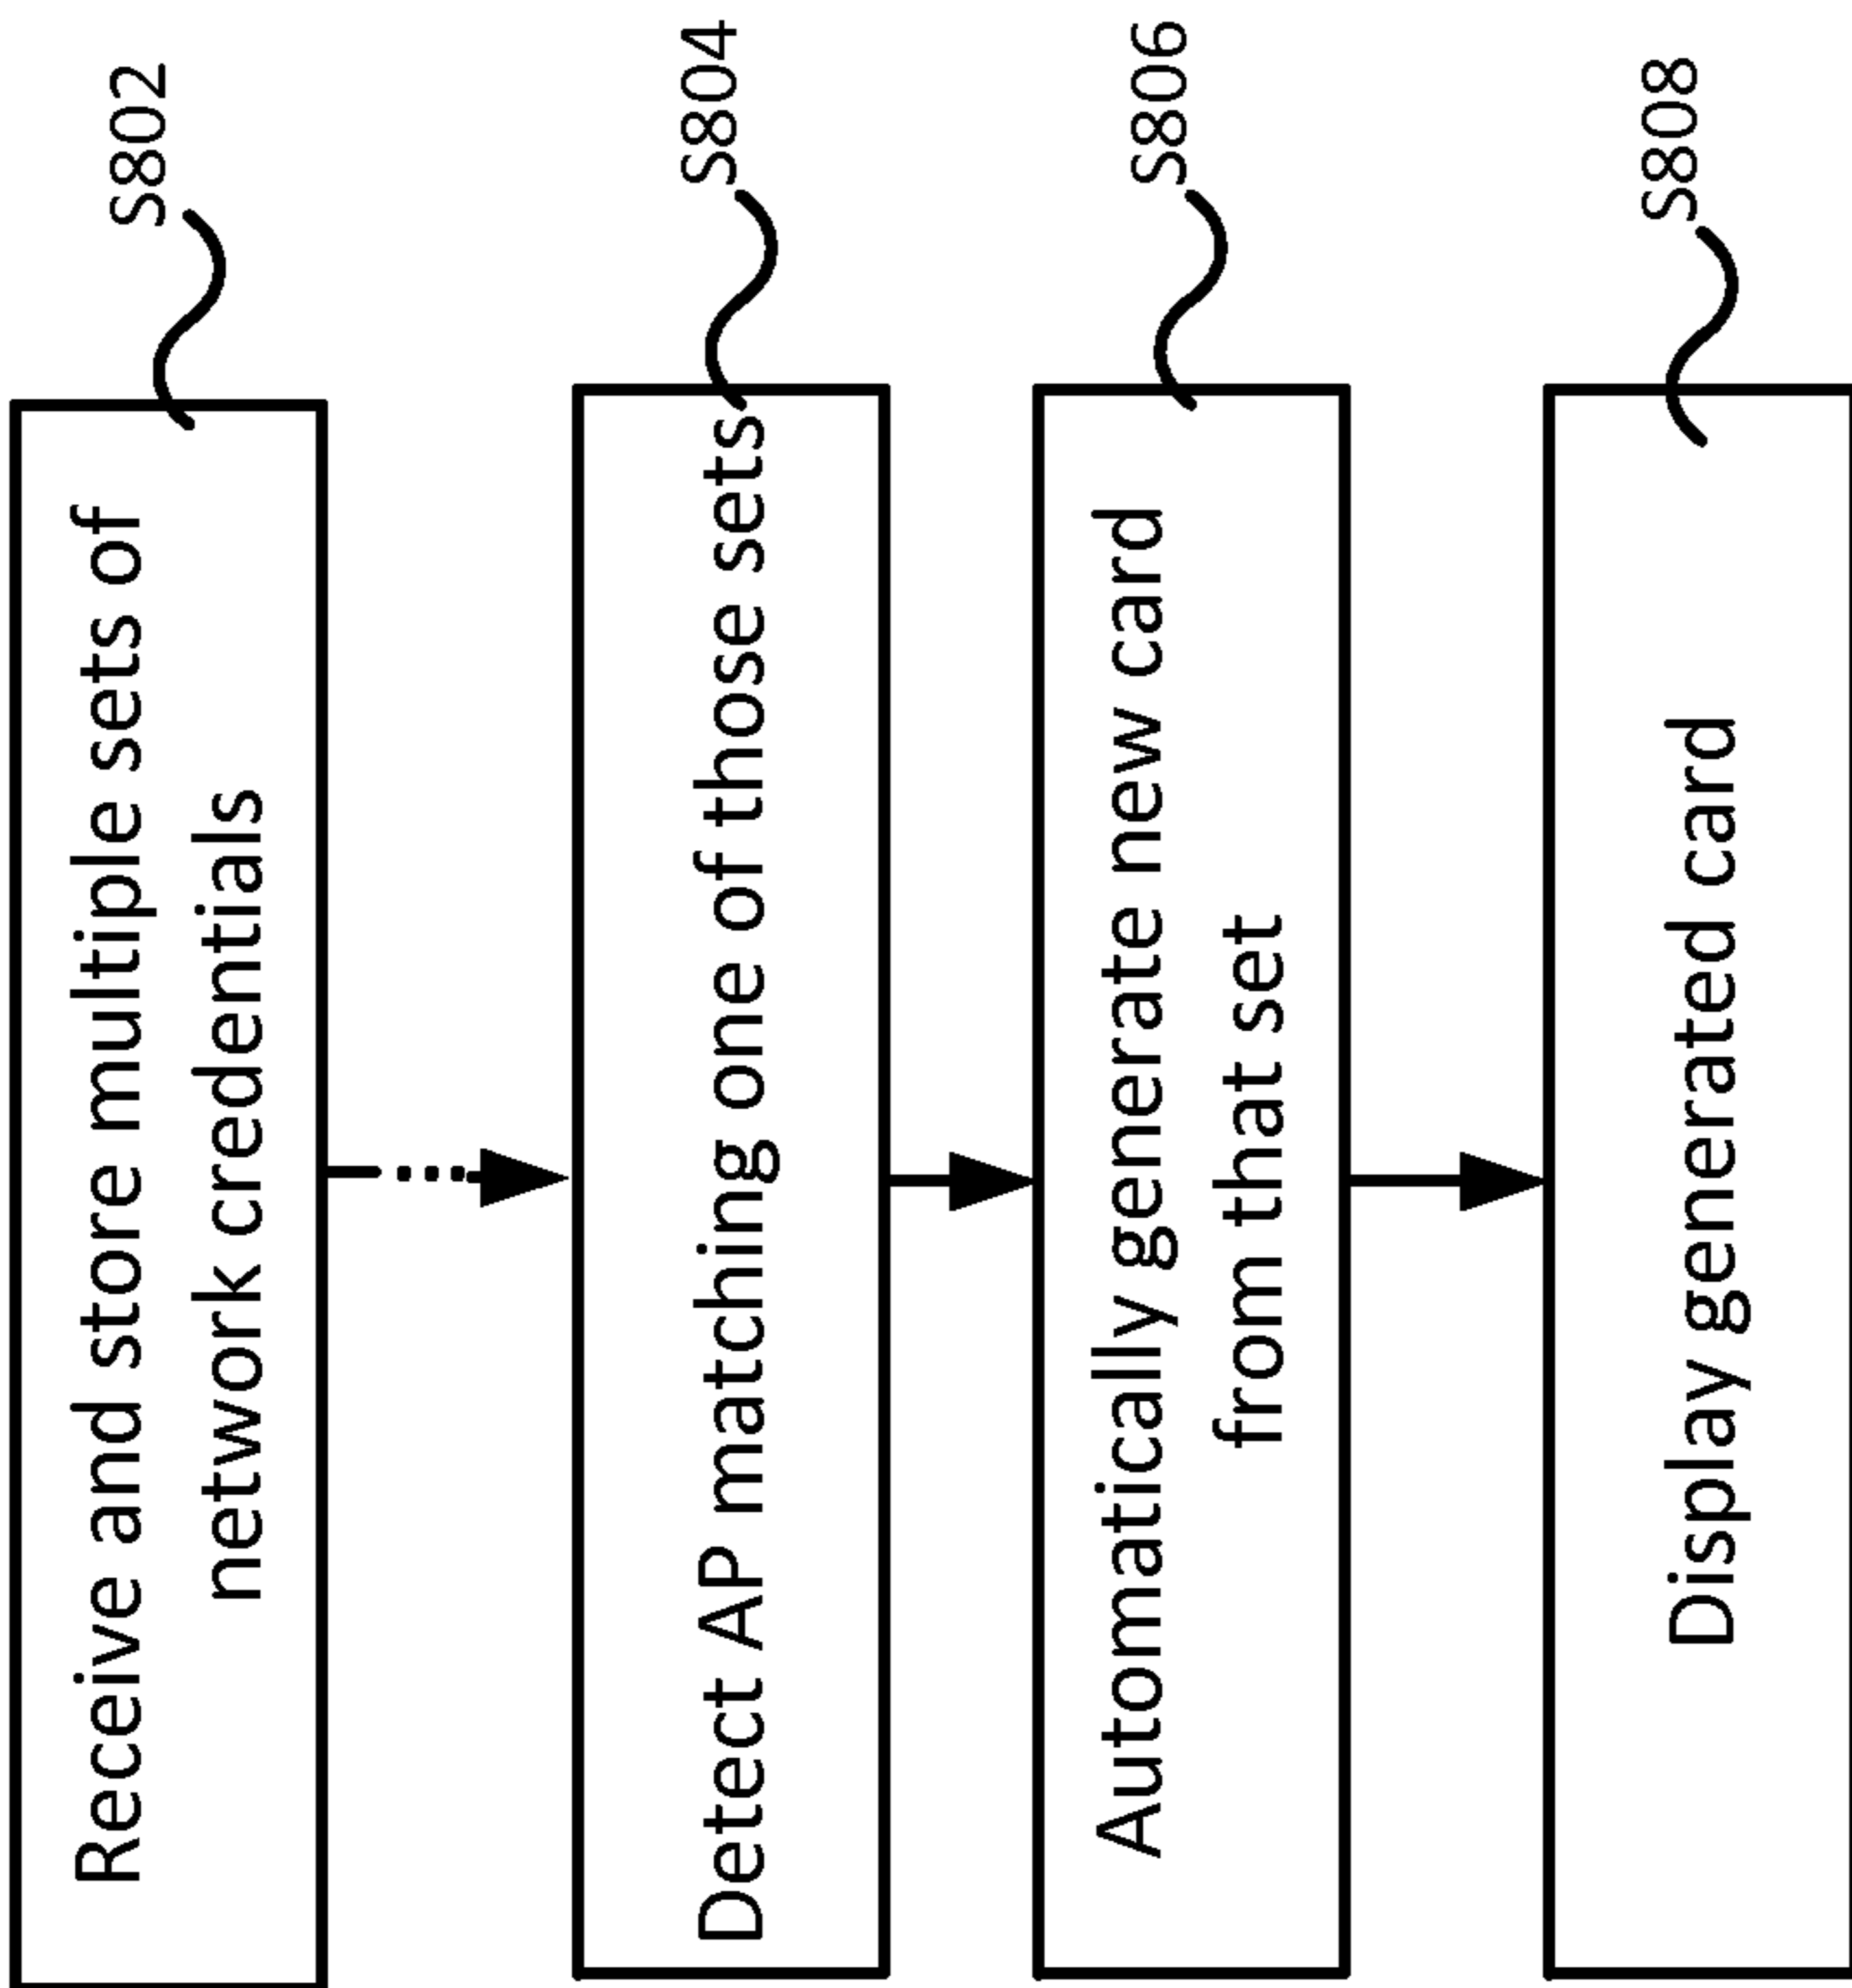 Receive and store multiple sets of
network credentials
S802
Detect AP matching one of those sets
S804
Automatically generate new card
from that set
S806
Display generated card
S808